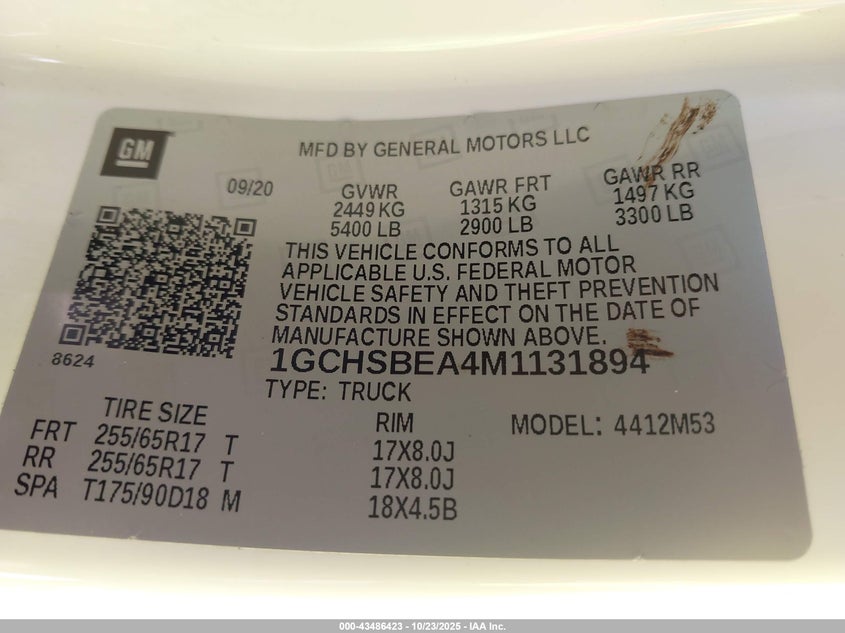 GM
MFD BY GENERAL MOTORS LLC
09/20
GVWR GAWR FRT GAWR RR
2449 KG 1315 KG 1497 KG
5400 LB 2900 LB 3300 LB
THIS VEHICLE CONFORMS TO ALL
APPLICABLE U.S. FEDERAL MOTOR
VEHICLE SAFETY AND THEFT PREVENTION
STANDARDS IN EFFECT ON THE DATE OF
MANUFACTURE SHOWN ABOVE.
8624
1GCHSBEA4M1131894
TYPE: TRUCK
TIRE SIZE RIM MODEL: 4412M53
FRT 255/65R17 T 17X8.0J
RR 255/65R17 T 17X8.0J
SPA T175/90D18 M 18X4.5B
000-43486423 - 10/23/2025 - IAA Inc.